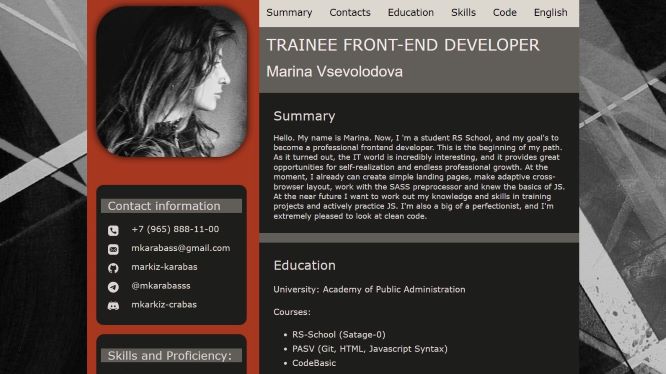 Summary Contacts Education Skills Code English
TRAINEE FRONT-END DEVELOPER
Marina Vsevolodova
Summary
Hello. My name is Marina. Now, I 'm a student RS School, and my goal's to
become a professional frontend developer. This is the beginning of my path.
As it turned out, the IT world is incredibly interesting, and it provides great
opportunities for self-realization and endless professional growth. At the
moment, I already can create simple landing pages, make adaptive cross-
browser layout, work with the SASS preprocessor and knew the basics of JS.
At the near future I want to work out my knowledge and skills in training
projects and actively practice JS. I'm also a big of a perfectionist, and I'm
extremely pleased to look at clean code.
Contact information
+7 (965) 888-11-00
mkarabass@gmail.com
markiz-karabas
@mkarabasss
mkarkiz-crabas
Skills and Proficiency:
Education
University: Academy of Public Administration
Courses:
• RS-School (Satage-0)
• PASV (Git, HTML, Javascript Syntax)
• CodeBasic